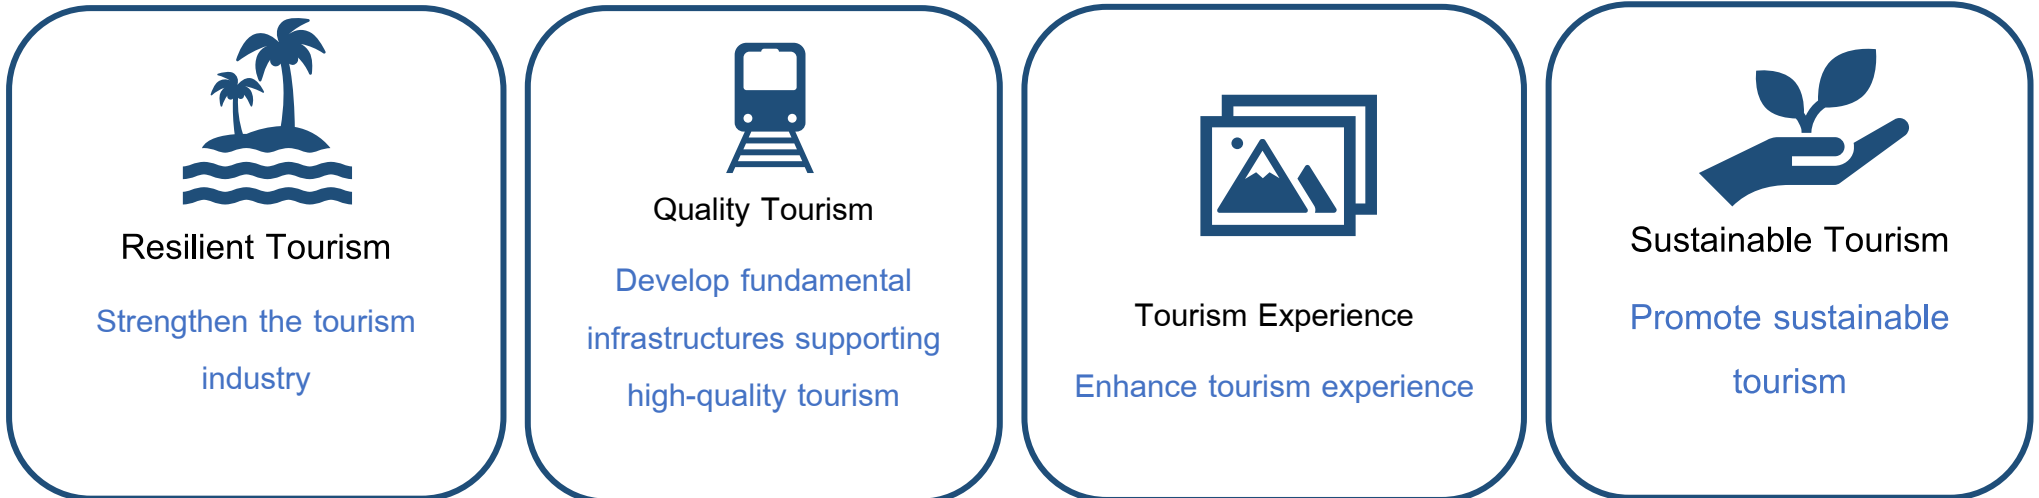 Resilient Tourism
Strengthen the tourism
industry
Quality Tourism
Develop fundamental
infrastructures supporting
high-quality tourism
Tourism Experience
Enhance tourism experience
Sustainable Tourism
Promote sustainable
tourism